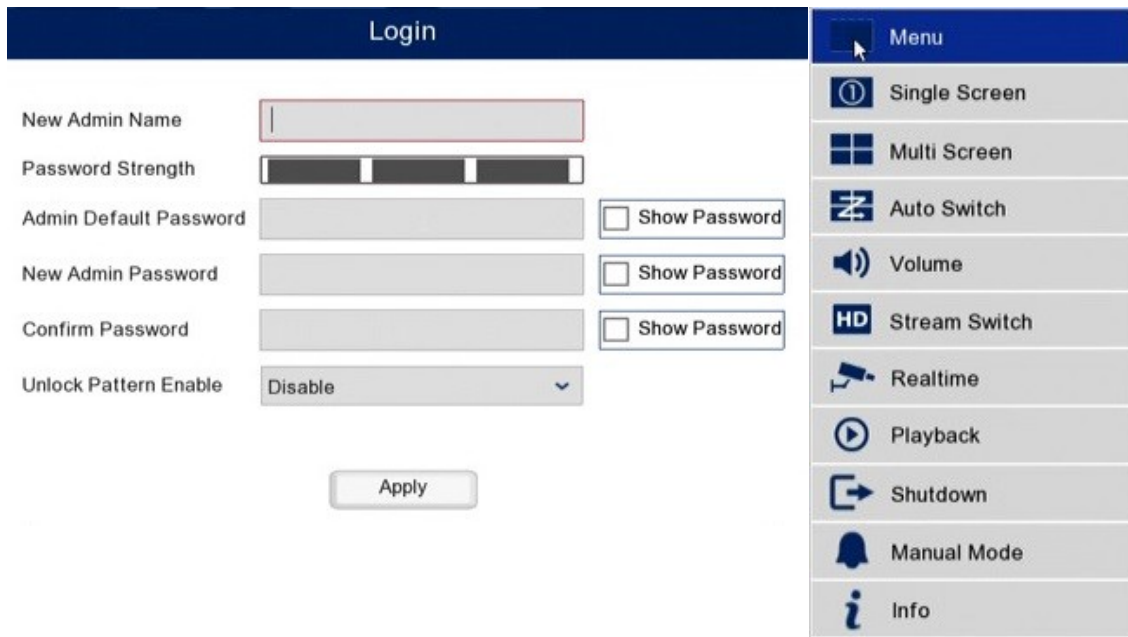 Login
New Admin Name
Password Strength
Admin Default Password Show Password
New Admin Password Show Password
Confirm Password Show Password
Unlock Pattern Enable Disable
Apply
Menu
1 Single Screen
Multi Screen
Auto Switch
Volume
HD Stream Switch
Realtime
Playback
Shutdown
Manual Mode
i Info